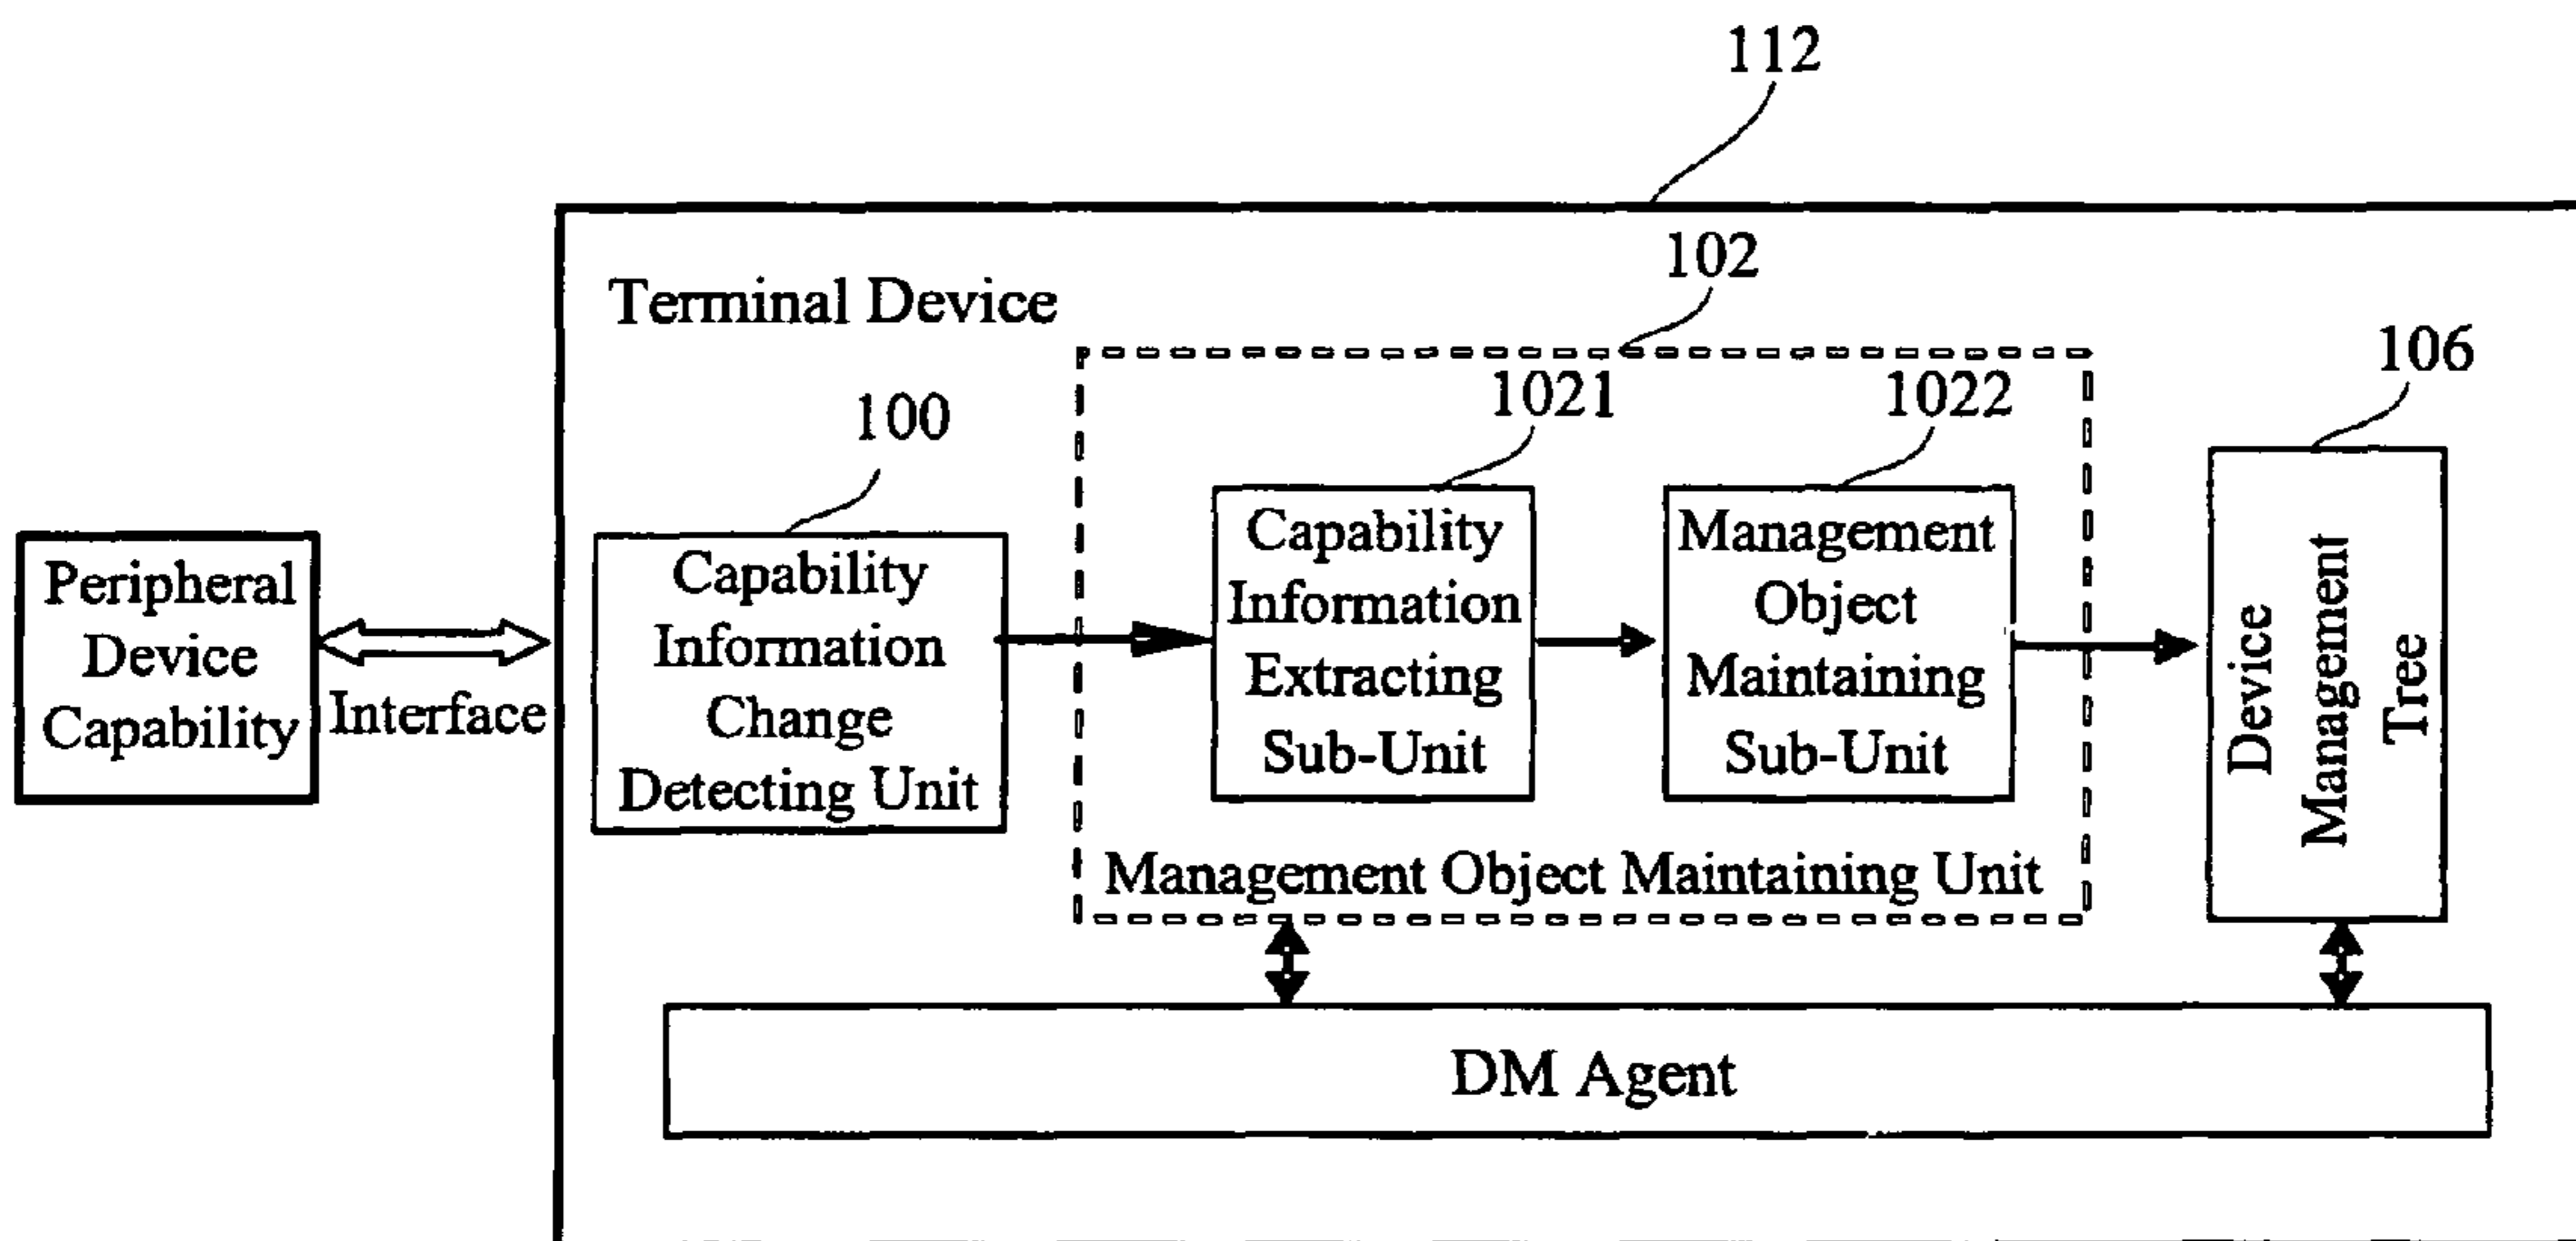 112
102
Terminal Device
106
1021
1022
100
Peripheral
Device
Capability
Interface
Capability
Information
Change
Detecting Unit
Capability
Information
Extracting
Sub-Unit
Management
Object
Maintaining
Sub-Unit
Management Object Maintaining Unit
Device
Management
Tree
DM Agent